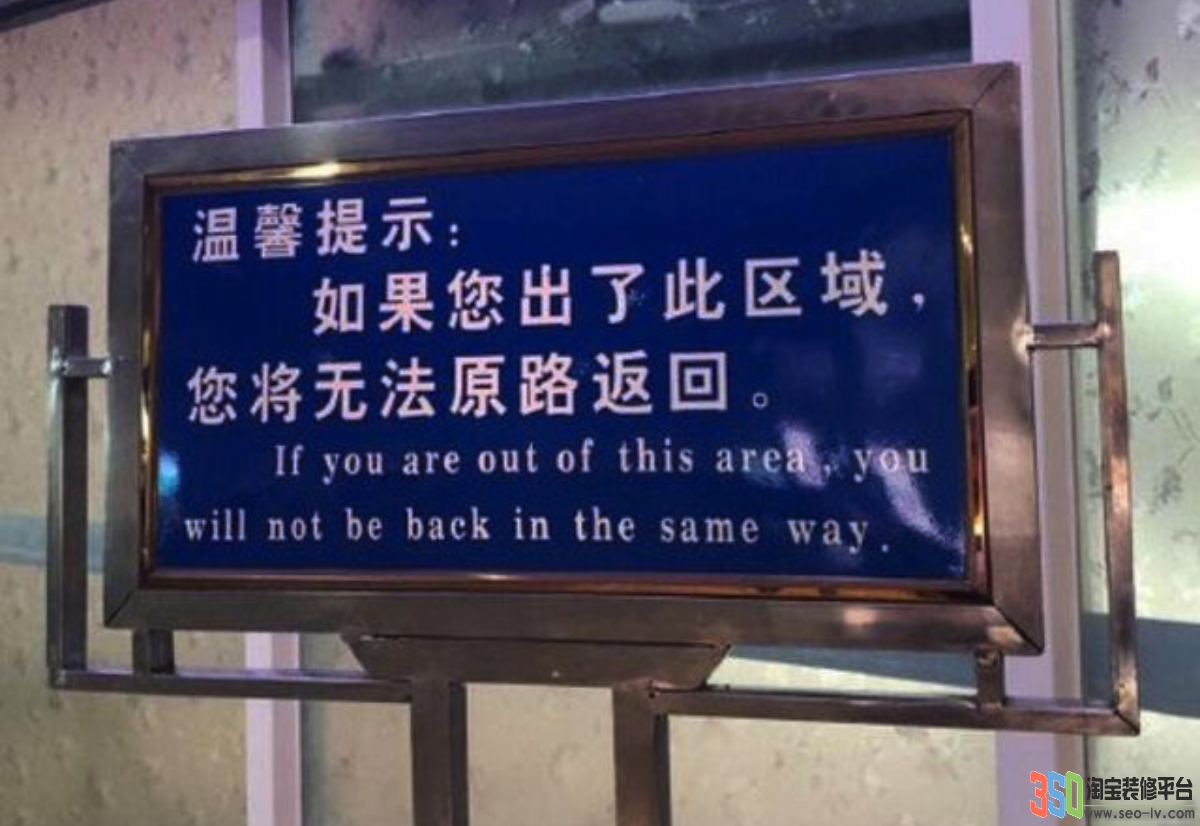 温馨提示：
如果您出了此区域，
您将无法原路返回。
If you are out of this area, you
will not be back in the same way.
360淘宝装修平台
www.seo-lv.com